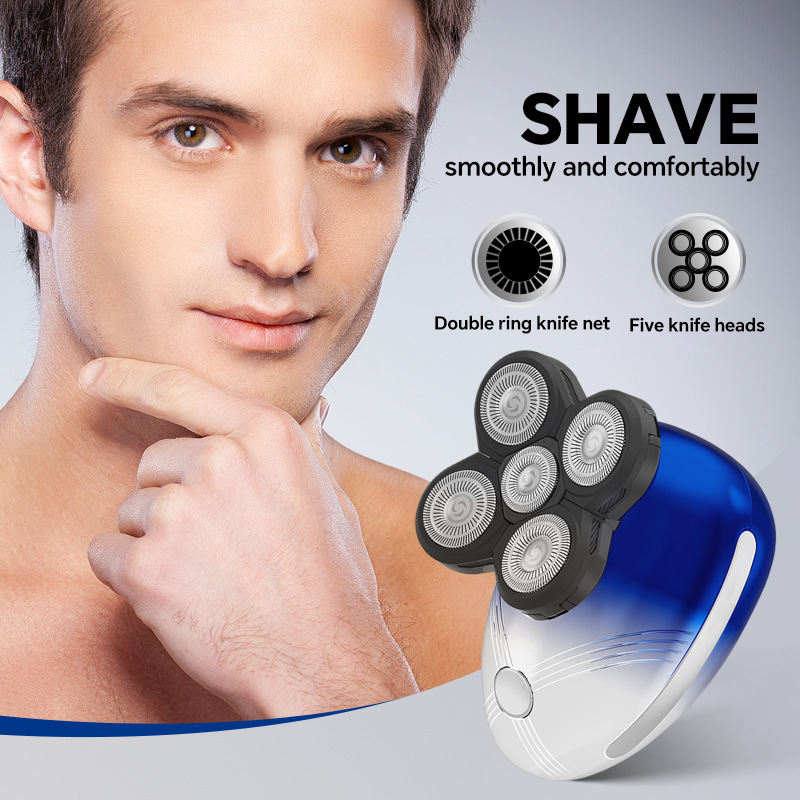 SHAVE
smoothly and comfortably
Double ring knife net
Five knife heads